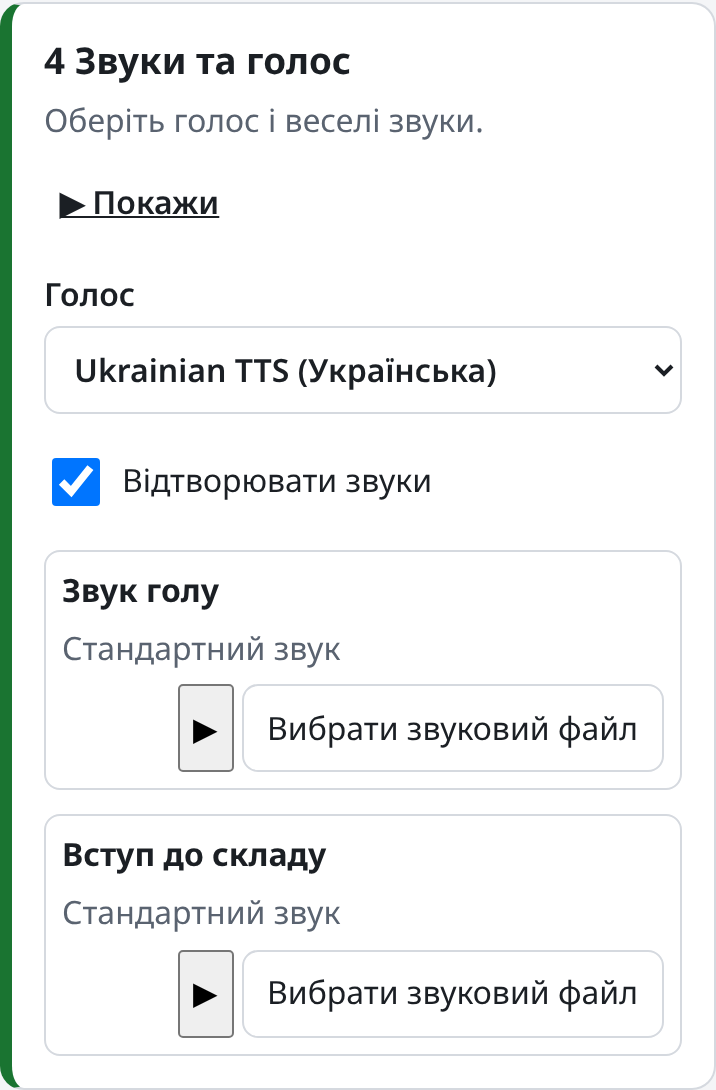 4 Звуки та голос
Оберіть голос і веселі звуки.
▶ Покажи
Голос
Ukrainian TTS (Українська)
Відтворювати звуки
Звук голу
Стандартний звук
▶ Вибрати звуковий файл
Вступ до складу
Стандартний звук
▶ Вибрати звуковий файл